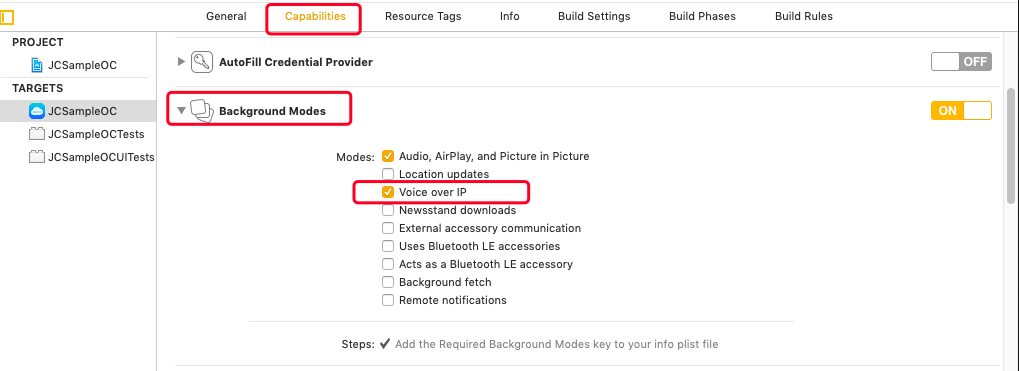 General Capabilities Resource Tags Info Build Settings Build Phases Build Rules
PROJECT
JCSampleOC
TARGETS
JCSampleOC
JCSampleOCTests
JCSampleOCUITests
AutoFill Credential Provider OFF
Background Modes ON
Modes: Audio, AirPlay, and Picture in Picture
Location updates
Voice over IP
Newsstand downloads
External accessory communication
Uses Bluetooth LE accessories
Acts as a Bluetooth LE accessory
Background fetch
Remote notifications
Steps: ✔ Add the Required Background Modes key to your info plist file